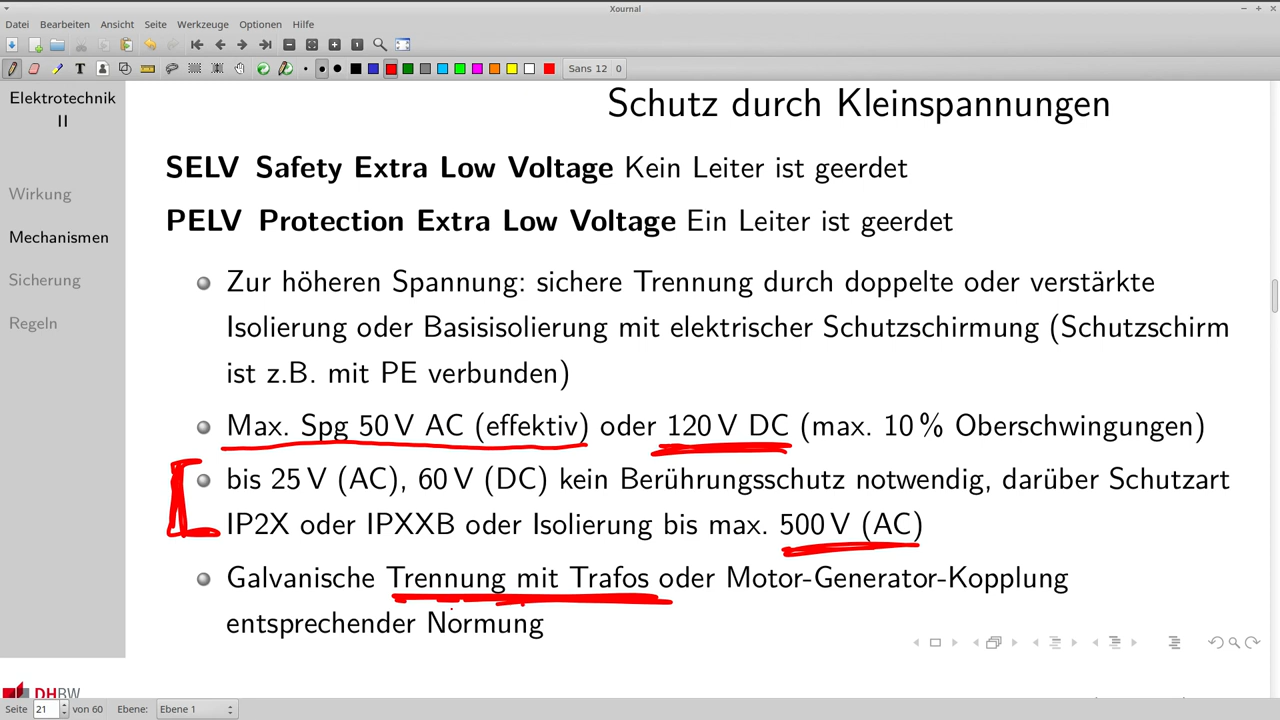 Xournal
Datei Bearbeiten Ansicht Seite Werkzeuge Optionen Hilfe
Sans 12 0
Elektrotechnik
II
Wirkung
Mechanismen
Sicherung
Regeln
Schutz durch Kleinspannungen
SELV Safety Extra Low Voltage Kein Leiter ist geerdet
PELV Protection Extra Low Voltage Ein Leiter ist geerdet
Zur höheren Spannung: sichere Trennung durch doppelte oder verstärkte
Isolierung oder Basisisolierung mit elektrischer Schutzschirmung (Schutzschirm
ist z.B. mit PE verbunden)
Max. Spg 50 V AC (effektiv) oder 120 V DC (max. 10 % Oberschwingungen)
bis 25 V (AC), 60 V (DC) kein Berührungsschutz notwendig, darüber Schutzart
IP2X oder IPXXB oder Isolierung bis max. 500 V (AC)
Galvanische Trennung mit Trafos oder Motor-Generator-Kopplung
entsprechender Normung
DHBW
Seite 21 von 60 Ebene: Ebene 1